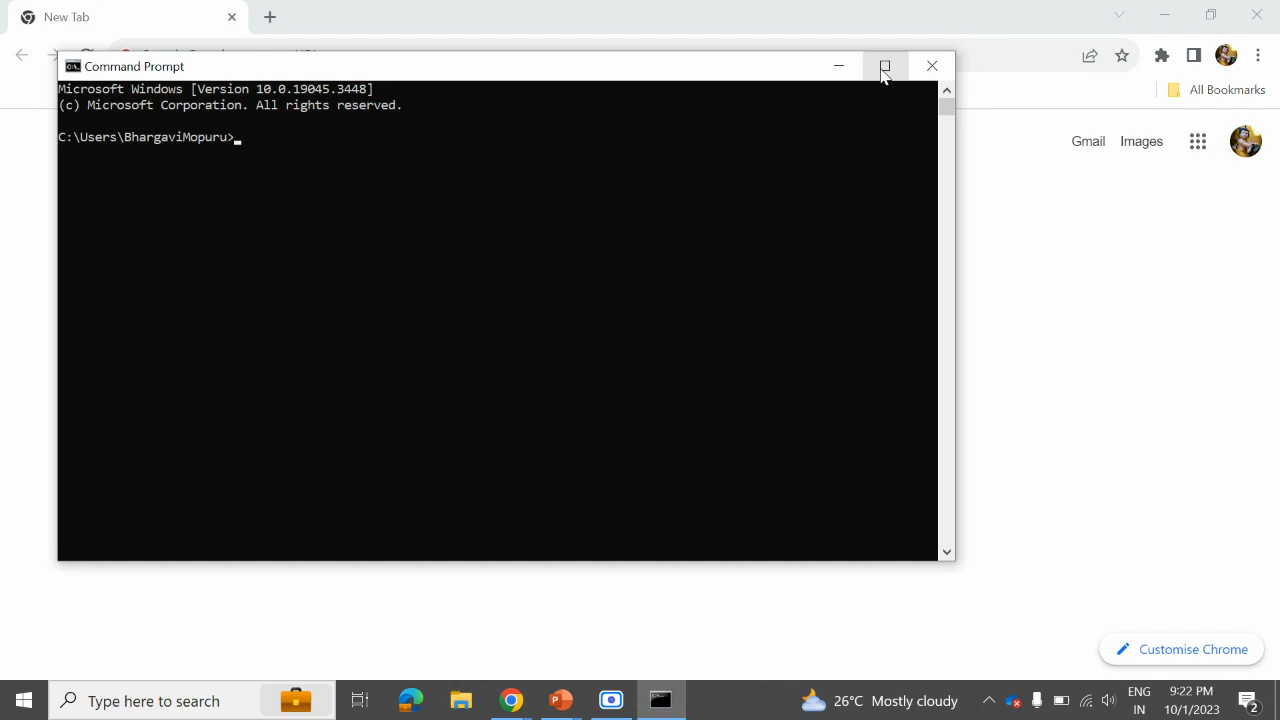 New Tab
All Bookmarks
Command Prompt
Microsoft Windows [Version 10.0.19045.3448]
(c) Microsoft Corporation. All rights reserved.
C:\Users\BhargaviMopuru>
Gmail Images
Customise Chrome
Type here to search
26°C Mostly cloudy
ENG
IN
9:22 PM
10/1/2023
2